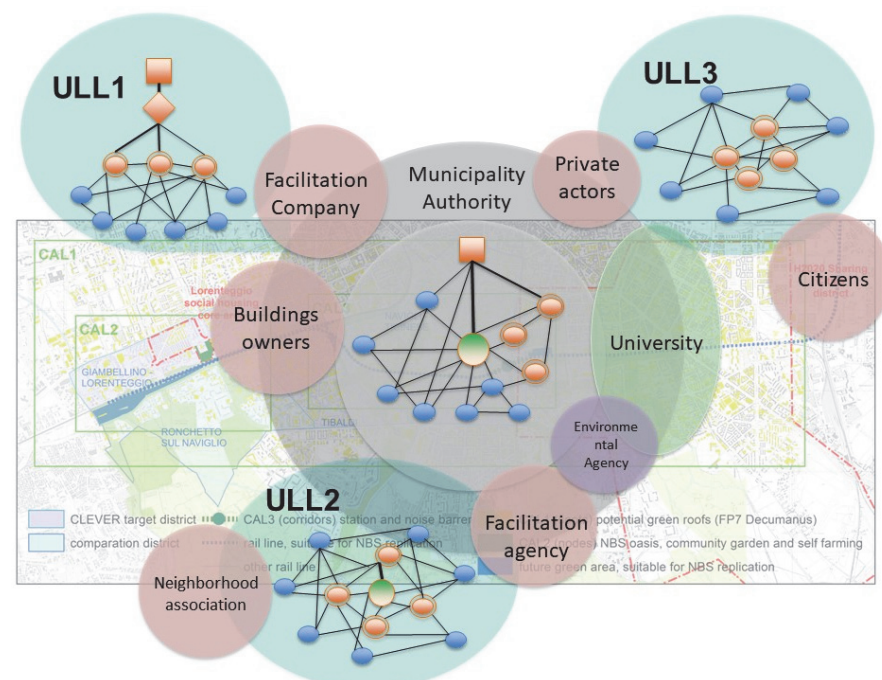 ULL1
ULL3
Facilitation
Company
Municipality
Authority
Private
actors
CAL1
Citizens
district
Lorenteggio
social housing
core
Buildings
owners
CAL2
University
GIAMBELLINO -
LORENTEGGIO
RONCHETTO
SUL NAVIGLIO
TIBALDI
Environme
ntal
Agency
ULL2
Facilitation
agency
CLEVER target district
CAL3 (corridors) station and noise barrier
potential green roofs (FP7 Decumanus)
comparation district
rail line, suitable for NBS replication
CAL2 (nodes) NBS oasis, community garden and self farming
other rail line
future green area, suitable for NBS replication
Neighborhood
association